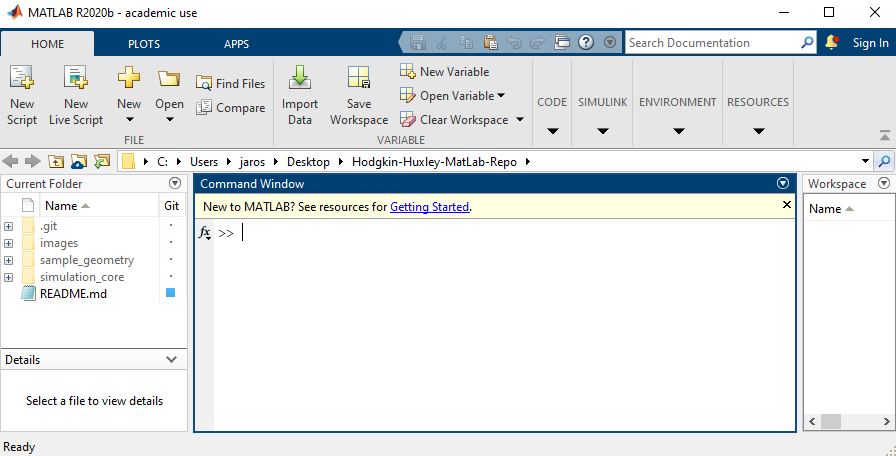 MATLAB R2020b - academic use
HOME PLOTS APPS Search Documentation Sign In
New Script
New Live Script
New
Open
Find Files
Compare
FILE
Import Data
Save Workspace
New Variable
Open Variable
Clear Workspace
VARIABLE
CODE
SIMULINK
ENVIRONMENT
RESOURCES
C: Users jaros Desktop Hodgkin-Huxley-MatLab-Repo
Current Folder
Name Git
.git
images
sample_geometry
simulation_core
README.md
Details
Select a file to view details
Command Window
New to MATLAB? See resources for Getting Started.
fx >>
Workspace
Name
Ready